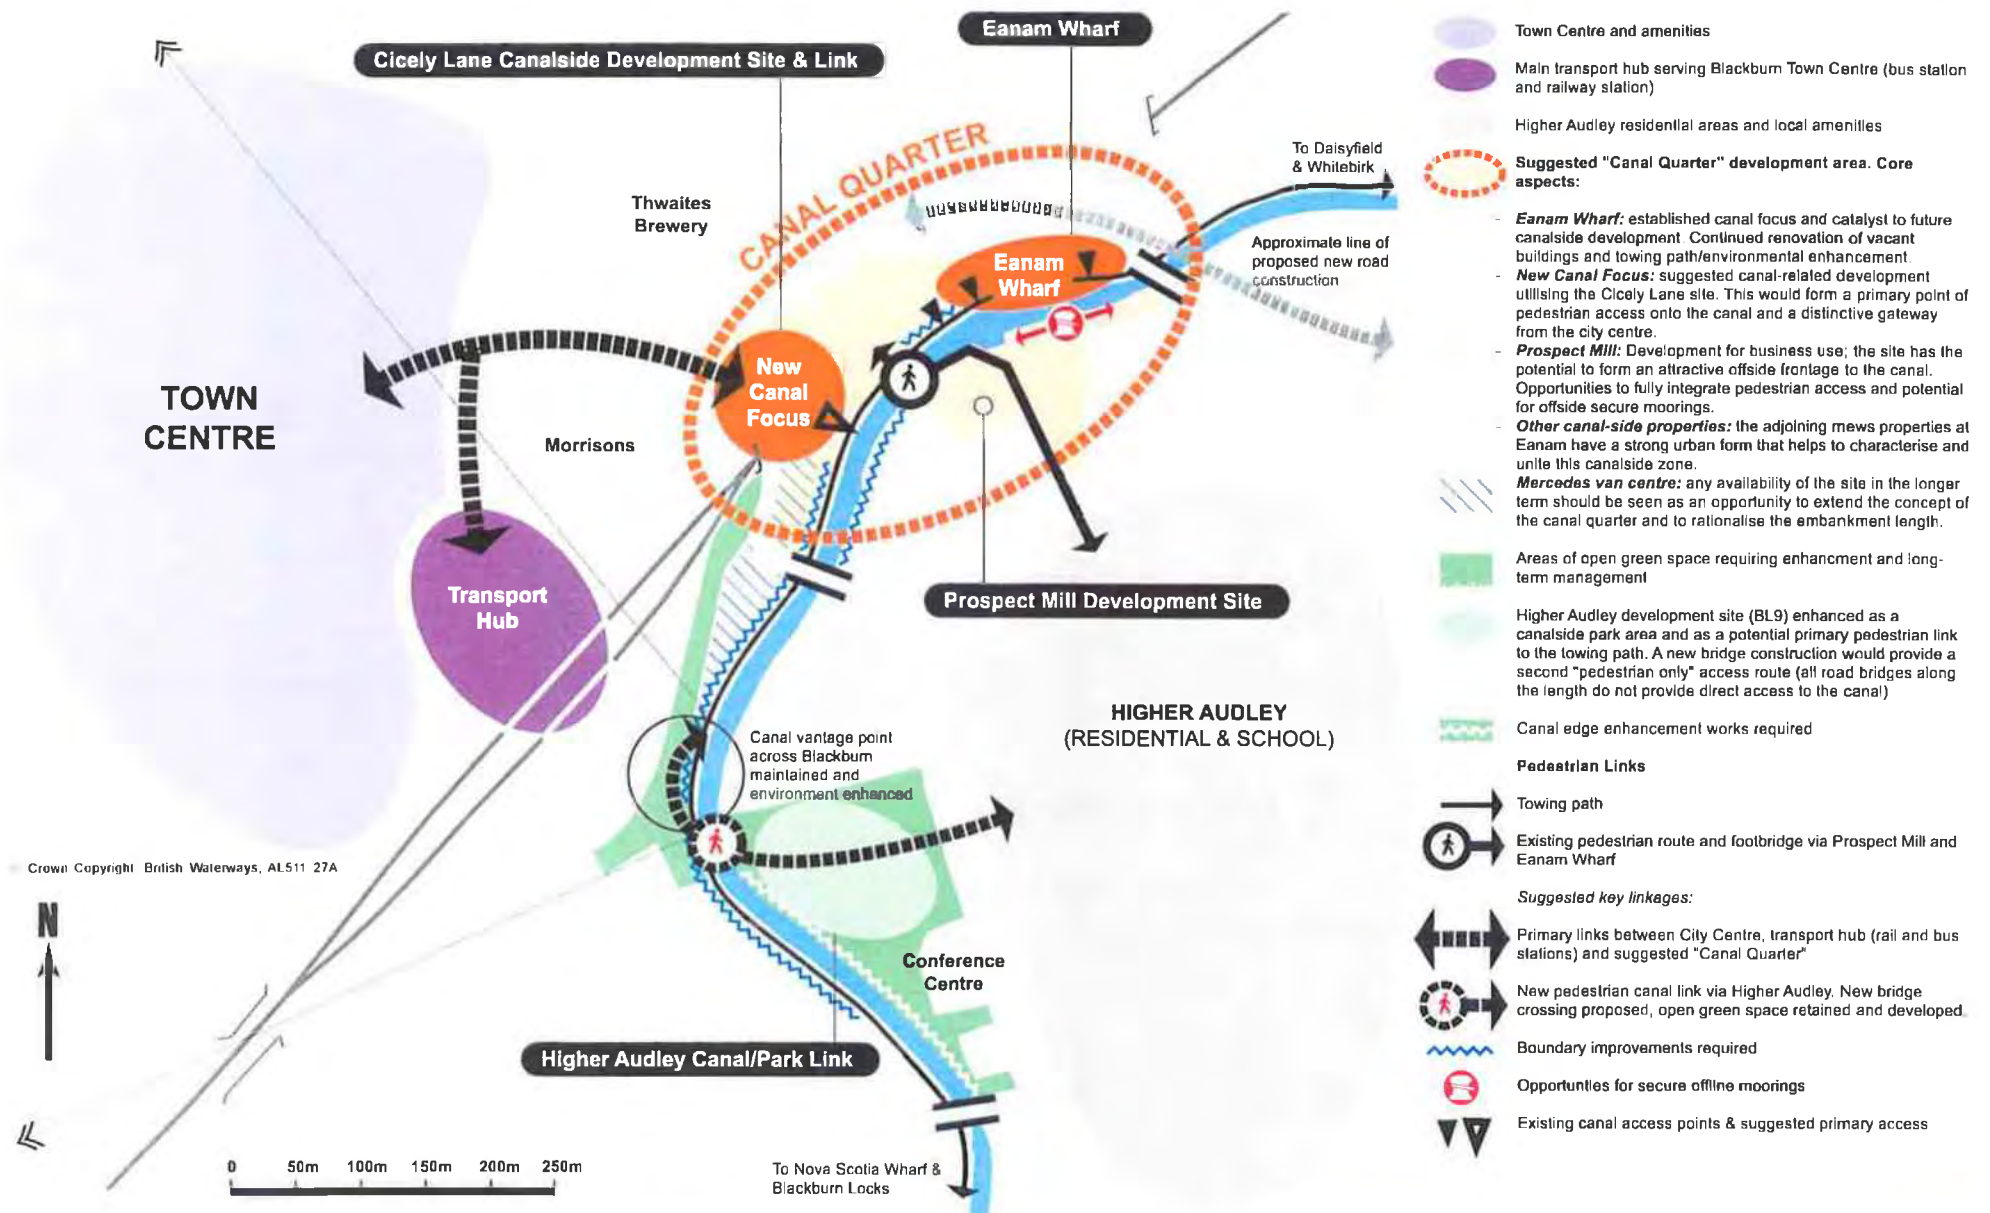 Eanam Wharf
Cicely Lane Canalside Development Site & Link
CANAL QUARTER
Thwaites
Brewery
To Daisyfield
& Whitebirk
Approximate line of
proposed new road
construction
Eanam
Wharf
New
Canal
Focus
TOWN
CENTRE
Morrisons
Transport
Hub
Prospect Mill Development Site
HIGHER AUDLEY
(RESIDENTIAL & SCHOOL)
Canal vantage point
across Blackburn
maintained and
environment enhanced
Crown Copyright British Waterways, AL511 27A
N
Conference
Centre
Higher Audley Canal/Park Link
0 50m 100m 150m 200m 250m
To Nova Scotia Wharf &
Blackburn Locks
Town Centre and amenities
Main transport hub serving Blackburn Town Centre (bus station
and railway station)
Higher Audley residential areas and local amenities
Suggested "Canal Quarter" development area. Core
aspects:
- Eanam Wharf: established canal focus and catalyst to future
canalside development. Continued renovation of vacant
buildings and towing path/environmental enhancement.
- New Canal Focus: suggested canal-related development
utilising the Cicely Lane site. This would form a primary point of
pedestrian access onto the canal and a distinctive gateway
from the city centre.
- Prospect Mill: Development for business use; the site has the
potential to form an attractive offside frontage to the canal.
Opportunities to fully integrate pedestrian access and potential
for offside secure moorings.
- Other canal-side properties: the adjoining mews properties at
Eanam have a strong urban form that helps to characterise and
unite this canalside zone.
Mercedes van centre: any availability of the site in the longer
term should be seen as an opportunity to extend the concept of
the canal quarter and to rationalise the embankment length.
Areas of open green space requiring enhancment and long-
term management
Higher Audley development site (BL9) enhanced as a
canalside park area and as a potential primary pedestrian link
to the towing path. A new bridge construction would provide a
second "pedestrian only" access route (all road bridges along
the length do not provide direct access to the canal)
Canal edge enhancement works required
Pedestrian Links
Towing path
Existing pedestrian route and footbridge via Prospect Mill and
Eanam Wharf
Suggested key linkages:
Primary links between City Centre, transport hub (rail and bus
stations) and suggested "Canal Quarter"
New pedestrian canal link via Higher Audley. New bridge
crossing proposed, open green space retained and developed.
Boundary improvements required
Opportunties for secure offline moorings
Existing canal access points & suggested primary access